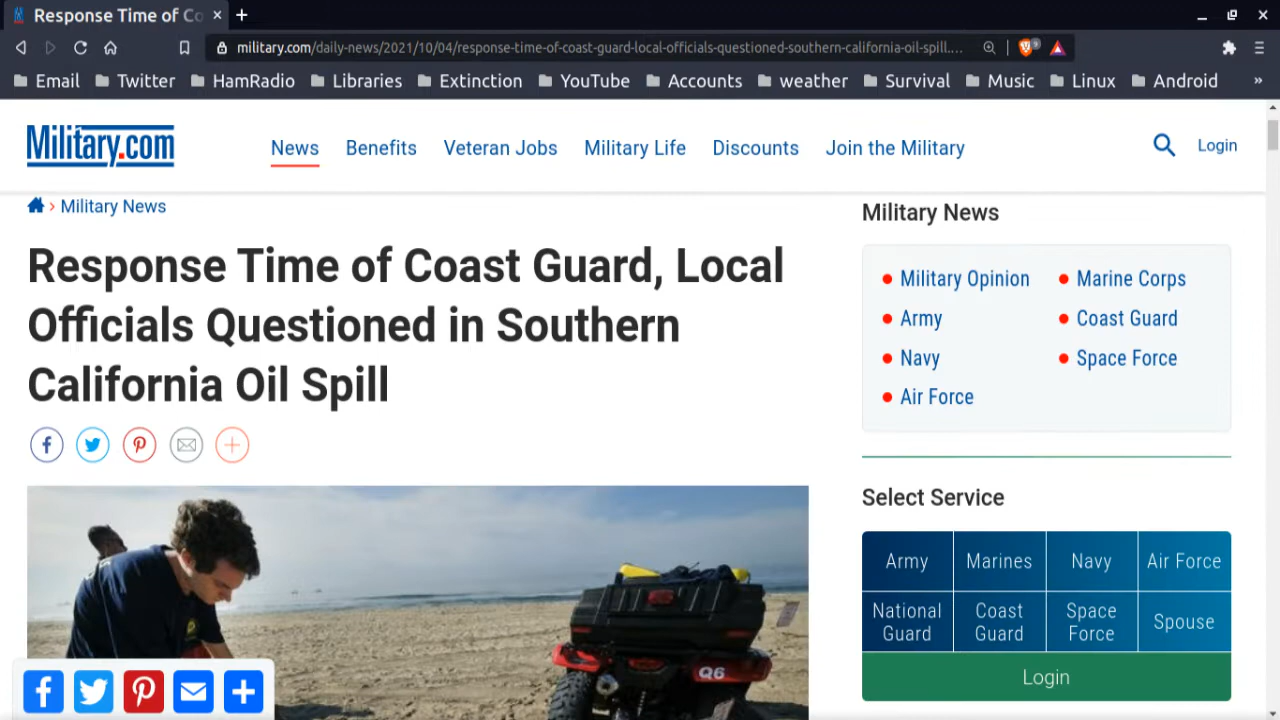 Response Time of Co
military.com/daily-news/2021/10/04/response-time-of-coast-guard-local-officials-questioned-southern-california-oil-spill....
Email Twitter HamRadio Libraries Extinction YouTube Accounts weather Survival Music Linux Android »
Military.com
News Benefits Veteran Jobs Military Life Discounts Join the Military
Login
Military News
Response Time of Coast Guard, Local
Officials Questioned in Southern
California Oil Spill
Q6
Military News
Military Opinion Marine Corps
Army Coast Guard
Navy Space Force
Air Force
Select Service
Army Marines Navy Air Force
National Guard Coast Guard Space Force Spouse
Login